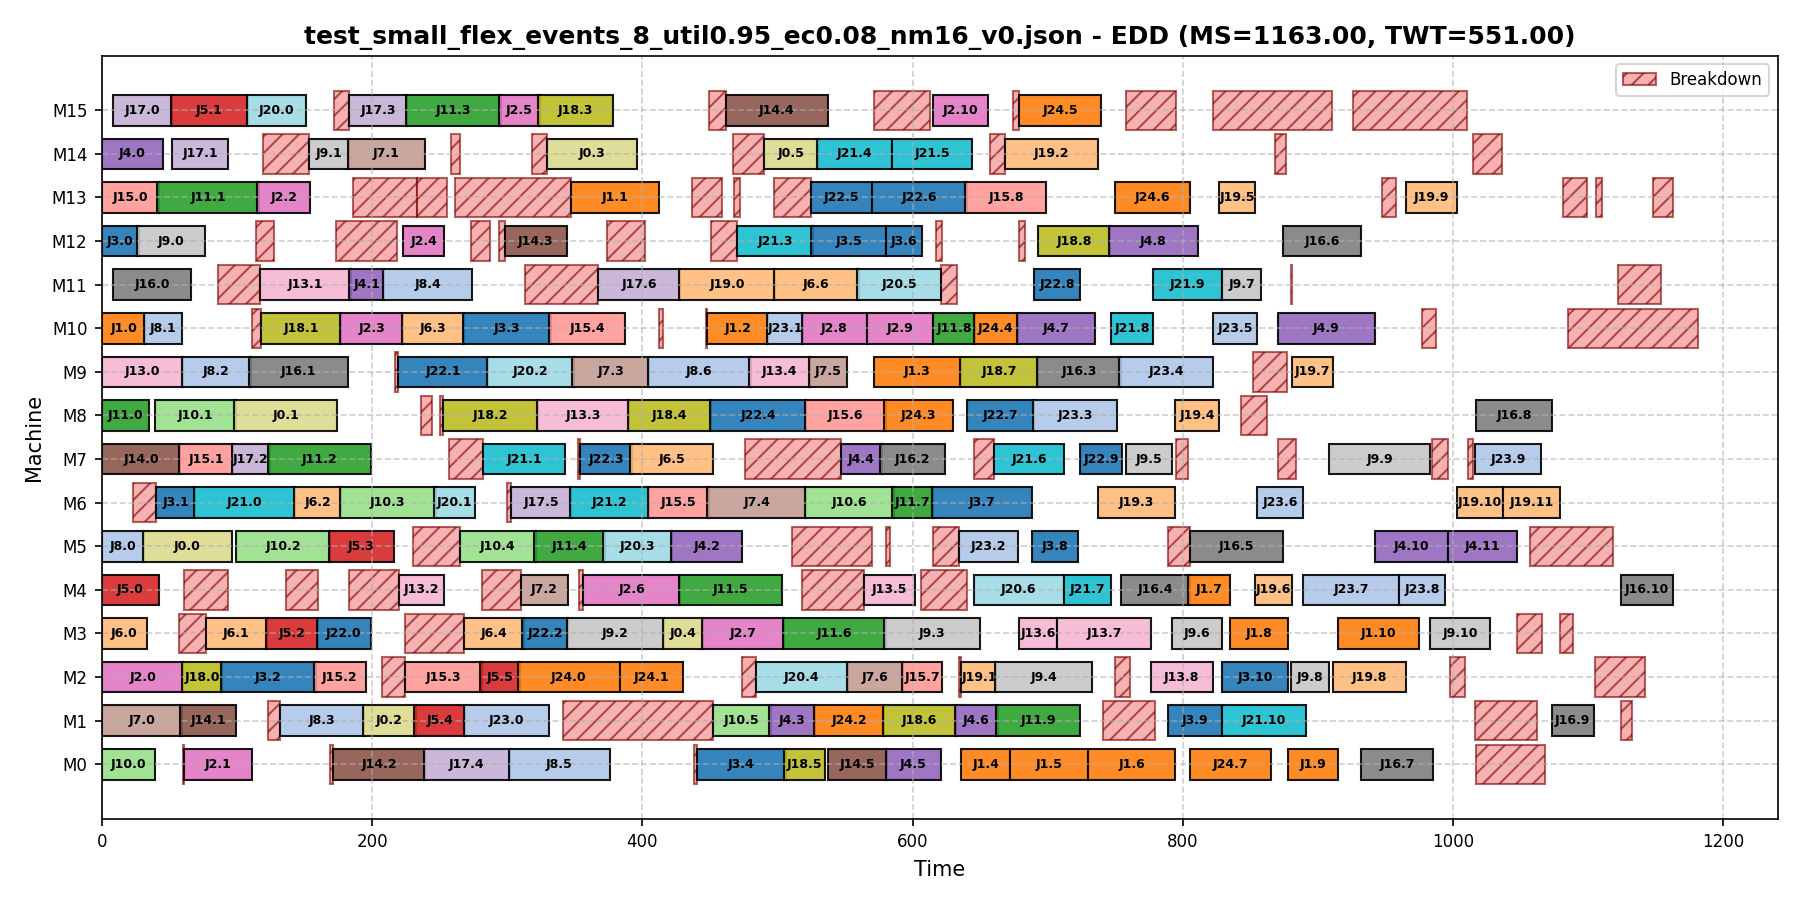 test_small_flex_events_8_util0.95_ec0.08_nm16_v0.json - EDD (MS=1163.00, TWT=551.00)
Breakdown
M15 J17.0 J5.1 J20.0 J17.3 J11.3 J2.5 J18.3 J14.4 J2.10 J24.5
M14 J4.0 J17.1 J9.1 J7.1 J0.3 J0.5 J21.4 J21.5 J19.2
M13 J15.0 J11.1 J2.2 J1.1 J22.5 J22.6 J15.8 J24.6 J19.5 J19.9
M12 J3.0 J9.0 J2.4 J14.3 J21.3 J3.5 J3.6 J18.8 J4.8 J16.6
M11 J16.0 J13.1 J4.1 J8.4 J17.6 J19.0 J6.6 J20.5 J22.8 J21.9 J9.7
M10 J1.0 J8.1 J18.1 J2.3 J6.3 J3.3 J15.4 J1.2 J23.1 J2.8 J2.9 J11.8 J24.4 J4.7 J21.8 J23.5 J4.9
M9 J13.0 J8.2 J16.1 J22.1 J20.2 J7.3 J8.6 J13.4 J7.5 J1.3 J18.7 J16.3 J23.4 J19.7
M8 J11.0 J10.1 J0.1 J18.2 J13.3 J18.4 J22.4 J15.6 J24.3 J22.7 J23.3 J19.4 J16.8
M7 J14.0 J15.1 J17.2 J11.2 J21.1 J22.3 J6.5 J4.4 J16.2 J21.6 J22.9 J9.5 J9.9 J23.9
M6 J3.1 J21.0 J6.2 J10.3 J20.1 J17.5 J21.2 J15.5 J7.4 J10.6 J11.7 J3.7 J19.3 J23.6 J19.10 J19.11
M5 J8.0 J0.0 J10.2 J5.3 J10.4 J11.4 J20.3 J4.2 J23.2 J3.8 J16.5 J4.10 J4.11
M4 J5.0 J13.2 J7.2 J2.6 J11.5 J13.5 J20.6 J21.7 J16.4 J1.7 J19.6 J23.7 J23.8 J16.10
M3 J6.0 J6.1 J5.2 J22.0 J6.4 J22.2 J9.2 J0.4 J2.7 J11.6 J9.3 J13.6 J13.7 J9.6 J1.8 J1.10 J9.10
M2 J2.0 J18.0 J3.2 J15.2 J15.3 J5.5 J24.0 J24.1 J20.4 J7.6 J15.7 J19.1 J9.4 J13.8 J3.10 J9.8 J19.8
M1 J7.0 J14.1 J8.3 J0.2 J5.4 J23.0 J10.5 J4.3 J24.2 J18.6 J4.6 J11.9 J3.9 J21.10 J16.9
M0 J10.0 J2.1 J14.2 J17.4 J8.5 J3.4 J18.5 J14.5 J4.5 J1.4 J1.5 J1.6 J24.7 J1.9 J16.7
0 200 400 600 800 1000 1200
Time
Machine